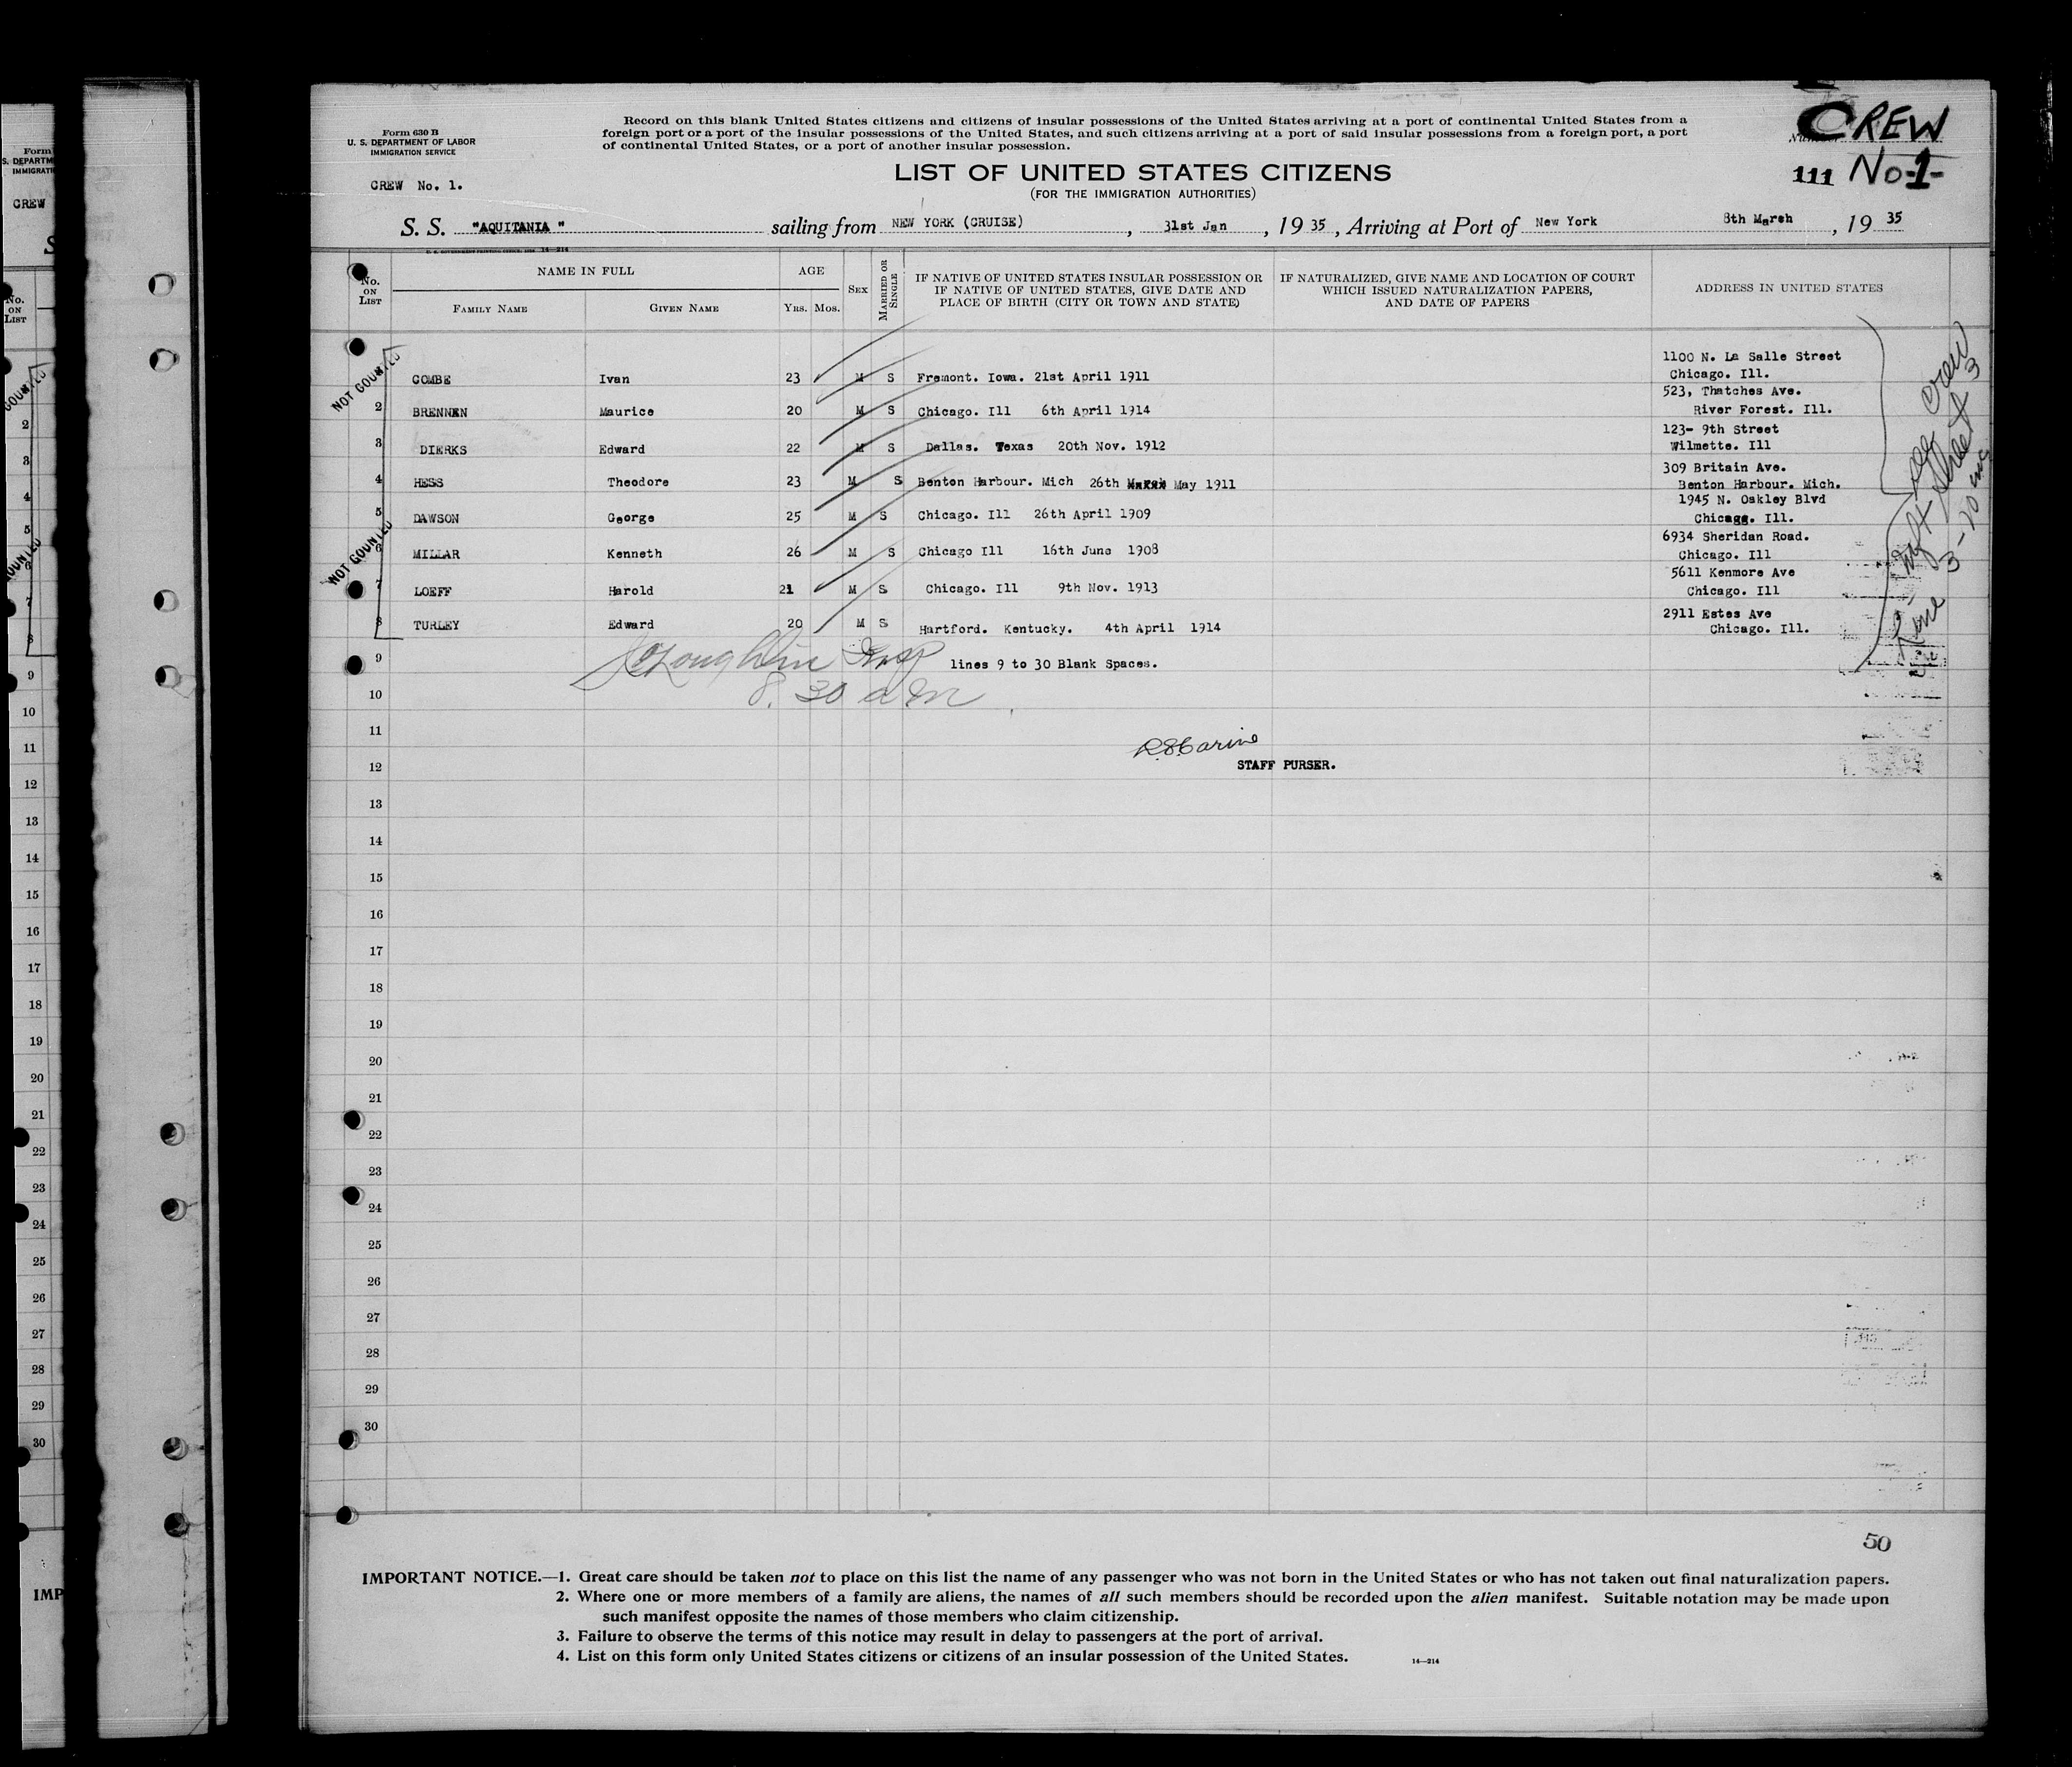 Form 630 B
U. S. DEPARTMENT OF LABOR
IMMIGRATION SERVICE
CREW No. 1.
Record on this blank United States citizens and citizens of insular possessions of the United States arriving at a port of continental United States from a
foreign port or a port of the insular possessions of the United States, and such citizens arriving at a port of said insular possessions from a foreign port, a port
of continental United States, or a port of another insular possession.
CREW
111 No-1-
LIST OF UNITED STATES CITIZENS
(FOR THE IMMIGRATION AUTHORITIES)
S. S. "AQUITANIA" sailing from NEW YORK (CRUISE), 31st Jan, 1935, Arriving at Port of New York 8th March, 1935
No. ON LIST NAME IN FULL AGE SEX MARRIED OR SINGLE IF NATIVE OF UNITED STATES INSULAR POSSESSION OR IF NATIVE OF UNITED STATES, GIVE DATE AND PLACE OF BIRTH (CITY OR TOWN AND STATE) IF NATURALIZED, GIVE NAME AND LOCATION OF COURT WHICH ISSUED NATURALIZATION PAPERS, AND DATE OF PAPERS ADDRESS IN UNITED STATES
FAMILY NAME GIVEN NAME YRS. MOS.
NOT COUNTED
COMBE Ivan 23 M S Fremont. Iowa. 21st April 1911 1100 N. La Salle Street Chicago. Ill.
2 BRENNEN Maurice 20 M S Chicago. Ill 6th April 1914 523, Thatches Ave. River Forest. Ill.
3 DIERKS Edward 22 M S Dallas. Texas 20th Nov. 1912 123- 9th Street Wilmette. Ill
4 HESS Theodore 23 M S Benton Harbour. Mich 26th May 1911 309 Britain Ave. Benton Harbour. Mich.
5 DAWSON George 25 M S Chicago. Ill 26th April 1909 1945 N. Oakley Blvd Chicago. Ill.
NOT COUNTED
6 MILLAR Kenneth 26 M S Chicago Ill 16th June 1908 6934 Sheridan Road. Chicago. Ill
7 LOEFF Harold 21 M S Chicago. Ill 9th Nov. 1913 5611 Kenmore Ave Chicago. Ill
8 TURLEY Edward 20 M S Hartford. Kentucky. 4th April 1914 2911 Estes Ave Chicago. Ill.
9 lines 9 to 30 Blank Spaces.
10 8.30 am
11
12 STAFF PURSER.
13
14
15
16
17
18
19
20
21
22
23
24
25
26
27
28
29
30
50
IMPORTANT NOTICE.—1. Great care should be taken not to place on this list the name of any passenger who was not born in the United States or who has not taken out final naturalization papers.
2. Where one or more members of a family are aliens, the names of all such members should be recorded upon the alien manifest. Suitable notation may be made upon
such manifest opposite the names of those members who claim citizenship.
3. Failure to observe the terms of this notice may result in delay to passengers at the port of arrival.
4. List on this form only United States citizens or citizens of an insular possession of the United States.
14—214